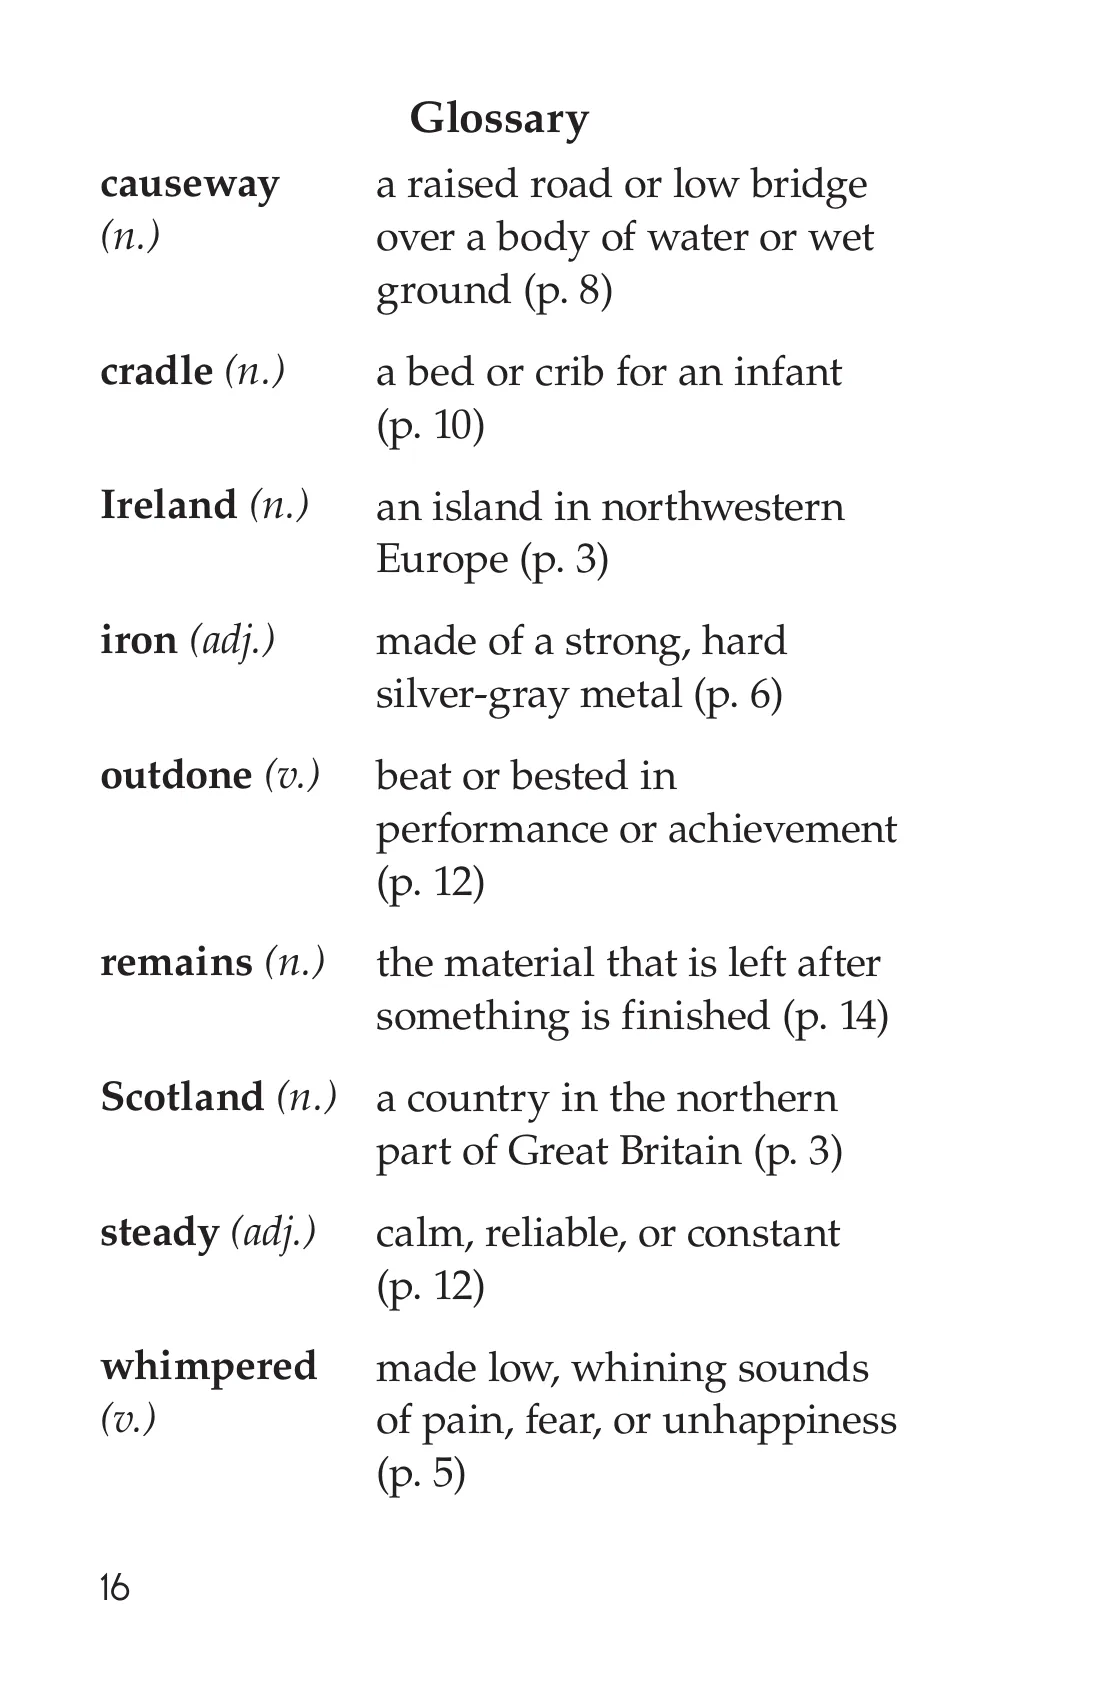 Glossary
causeway
(n.)
a raised road or low bridge
over a body of water or wet
ground (p. 8)
cradle (n.)
a bed or crib for an infant
(p. 10)
Ireland (n.)
an island in northwestern
Europe (p. 3)
iron (adj.)
made of a strong, hard
silver-gray metal (p. 6)
outdone (v.)
beat or bested in
performance or achievement
(p. 12)
remains (n.)
the material that is left after
something is finished (p. 14)
Scotland (n.)
a country in the northern
part of Great Britain (p. 3)
steady (adj.)
calm, reliable, or constant
(p. 12)
whimpered
(v.)
made low, whining sounds
of pain, fear, or unhappiness
(p. 5)
16